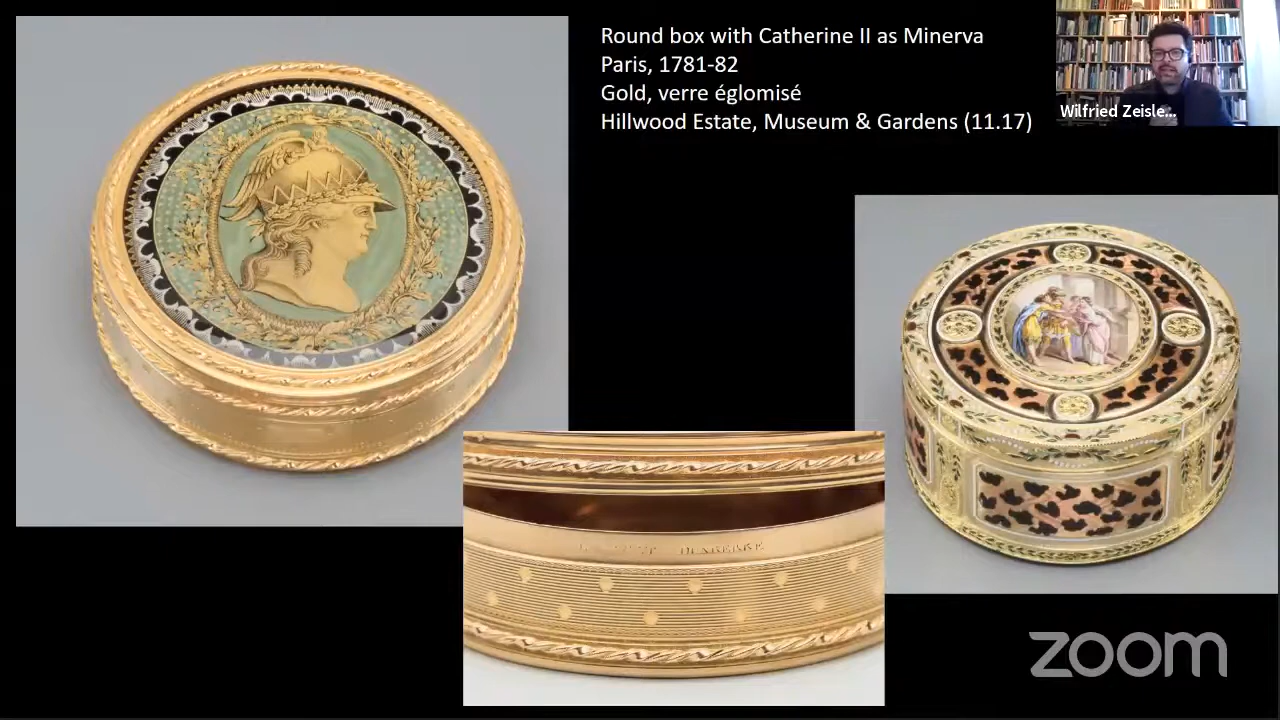 Round box with Catherine II as Minerva
Paris, 1781-82
Gold, verre églomisé
Hillwood Estate, Museum & Gardens (11.17)
Wilfried Zeisle...
zoom